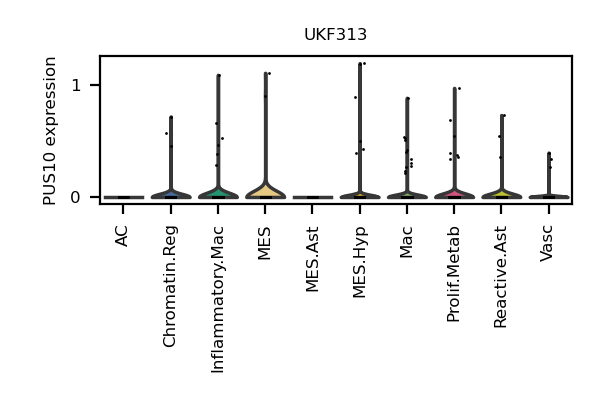 UKF313
PUS10 expression
1
0
AC
Chromatin.Reg
Inflammatory.Mac
MES
MES.Ast
MES.Hyp
Mac
Prolif.Metab
Reactive.Ast
Vasc